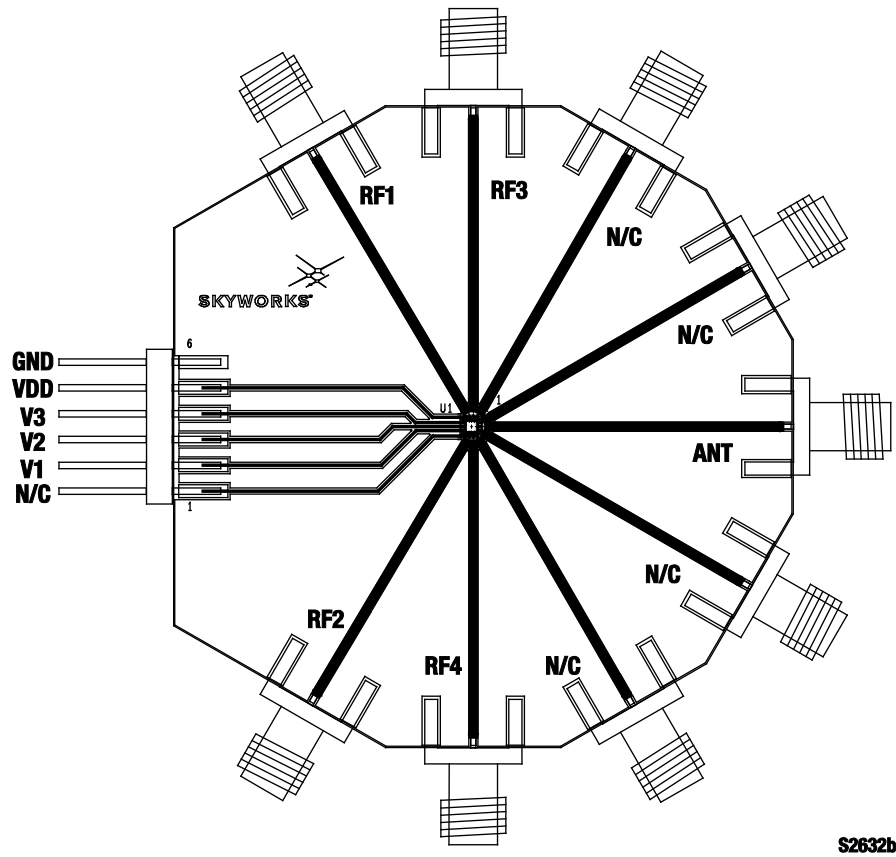 RF1
RF3
N/C
N/C
SKYWORKS
6
GND
VDD
V3
V2
V1
N/C
1
U1
1
ANT
N/C
RF2
RF4
N/C
S2632b